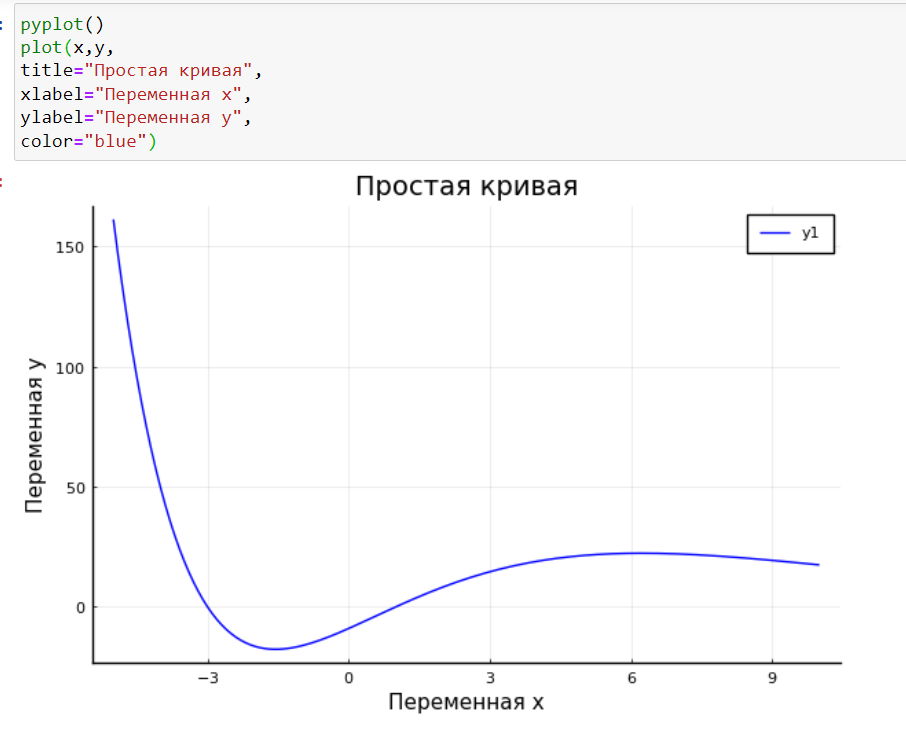 pyplot()
plot(x,y,
title="Простая кривая",
xlabel="Переменная x",
ylabel="Переменная y",
color="blue")
Простая кривая
y1
150
100
50
0
Переменная y
−3 0 3 6 9
Переменная x